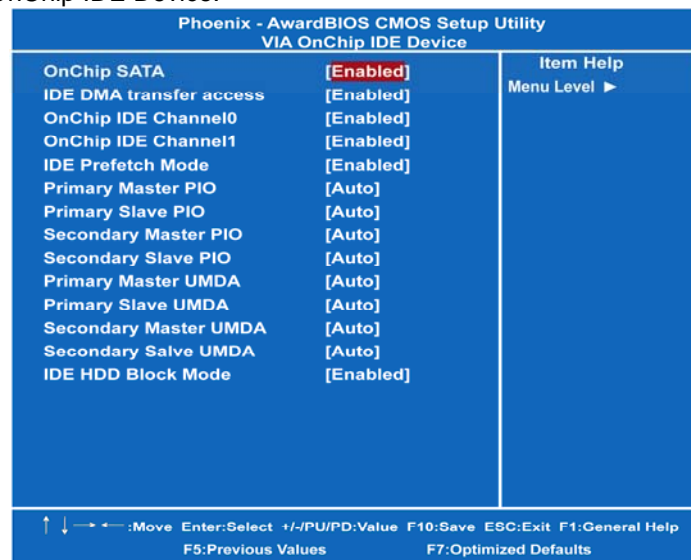 OnChip IDE Device.
Phoenix - AwardBIOS CMOS Setup Utility
VIA OnChip IDE Device
OnChip SATA [Enabled]
IDE DMA transfer access [Enabled]
OnChip IDE Channel0 [Enabled]
OnChip IDE Channel1 [Enabled]
IDE Prefetch Mode [Enabled]
Primary Master PIO [Auto]
Primary Slave PIO [Auto]
Secondary Master PIO [Auto]
Secondary Slave PIO [Auto]
Primary Master UMDA [Auto]
Primary Slave UMDA [Auto]
Secondary Master UMDA [Auto]
Secondary Salve UMDA [Auto]
IDE HDD Block Mode [Enabled]
Item Help
Menu Level ►
↑ ↓ → ← :Move Enter:Select +/-/PU/PD:Value F10:Save ESC:Exit F1:General Help
F5:Previous Values F7:Optimized Defaults